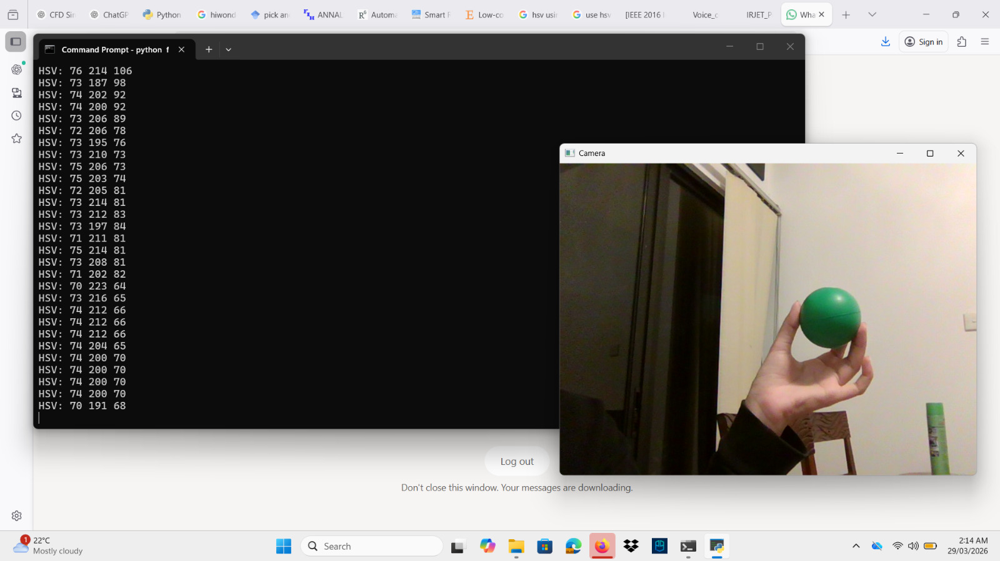 CFD Si
ChatGP
Python
hiwond
pick an
ANNAL
Autom
Smart F
Low-co
hsv usi
use hsv
[IEEE 2016
Voice_c
IRJET_P
Wha
Sign in
Command Prompt - python f
HSV: 76 214 106
HSV: 73 187 98
HSV: 74 202 92
HSV: 74 200 92
HSV: 73 206 89
HSV: 72 206 78
HSV: 73 195 76
HSV: 73 210 73
HSV: 75 206 73
HSV: 75 203 74
HSV: 72 205 81
HSV: 73 214 81
HSV: 73 212 83
HSV: 73 197 84
HSV: 71 211 81
HSV: 75 214 81
HSV: 73 208 81
HSV: 71 202 82
HSV: 70 223 64
HSV: 73 216 65
HSV: 74 212 66
HSV: 74 212 66
HSV: 74 212 66
HSV: 74 204 65
HSV: 74 200 70
HSV: 74 200 70
HSV: 74 200 70
HSV: 74 200 70
HSV: 70 191 68
Camera
Log out
Don't close this window. Your messages are downloading.
1
22°C
Mostly cloudy
Search
2:14 AM
29/03/2026